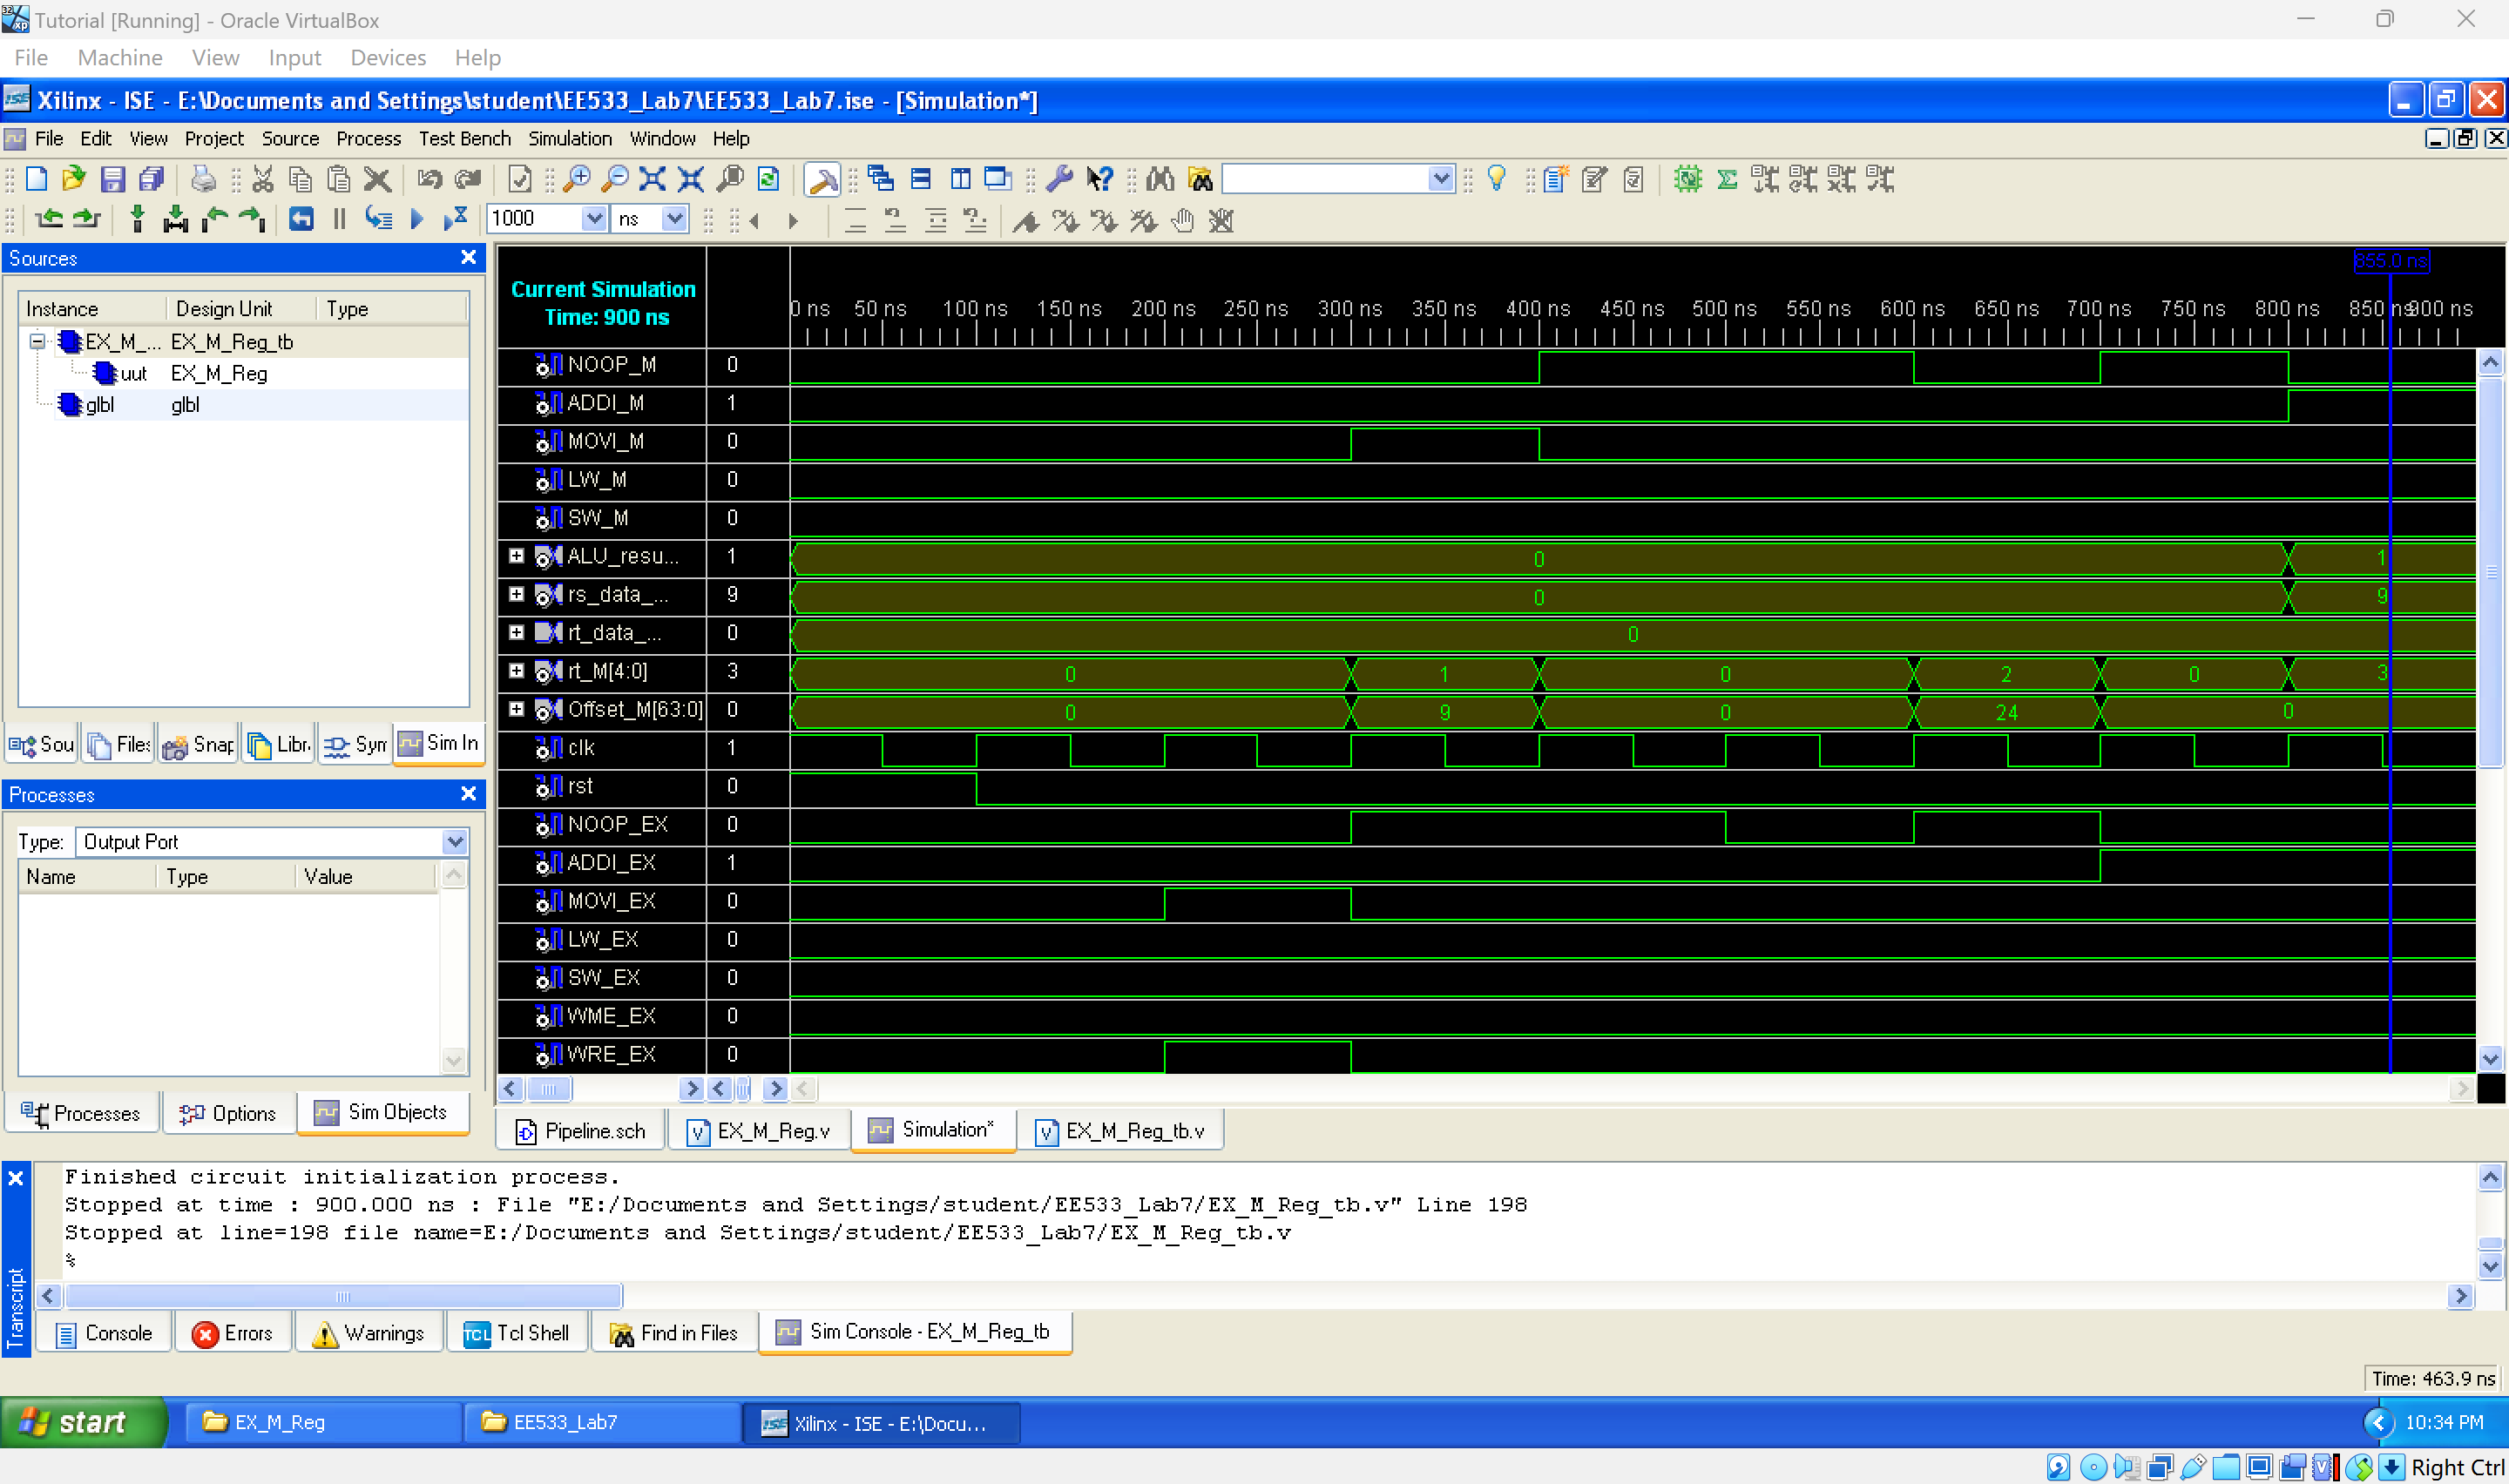 Tutorial [Running] - Oracle VirtualBox
File Machine View Input Devices Help
Xilinx - ISE - E:\Documents and Settings\student\EE533_Lab7\EE533_Lab7.ise - [Simulation*]
File Edit View Project Source Process Test Bench Simulation Window Help
1000 ns
Sources
Instance Design Unit Type
EX_M_... EX_M_Reg_tb
uut EX_M_Reg
glbl glbl
Sou Files Snap Libr. Sym Sim In
Processes
Type: Output Port
Name Type Value
Processes Options Sim Objects
855.0 ns
Current Simulation
Time: 900 ns
0 ns 50 ns 100 ns 150 ns 200 ns 250 ns 300 ns 350 ns 400 ns 450 ns 500 ns 550 ns 600 ns 650 ns 700 ns 750 ns 800 ns 850 ns 900 ns
NOOP_M 0
ADDI_M 1
MOVI_M 0
LW_M 0
SW_M 0
ALU_resu... 1 0 1
rs_data_... 9 0 9
rt_data_... 0 0
rt_M[4:0] 3 0 1 0 2 0 3
Offset_M[63:0] 0 0 9 0 24 0
clk 1
rst 0
NOOP_EX 0
ADDI_EX 1
MOVI_EX 0
LW_EX 0
SW_EX 0
WME_EX 0
WRE_EX 0
Pipeline.sch EX_M_Reg.v Simulation* EX_M_Reg_tb.v
Finished circuit initialization process.
Stopped at time : 900.000 ns : File "E:/Documents and Settings/student/EE533_Lab7/EX_M_Reg_tb.v" Line 198
Stopped at line=198 file name=E:/Documents and Settings/student/EE533_Lab7/EX_M_Reg_tb.v
%
Transcript
Console Errors Warnings Tcl Shell Find in Files Sim Console - EX_M_Reg_tb
Time: 463.9 ns
start EX_M_Reg EE533_Lab7 Xilinx - ISE - E:\Docu... 10:34 PM
Right Ctrl